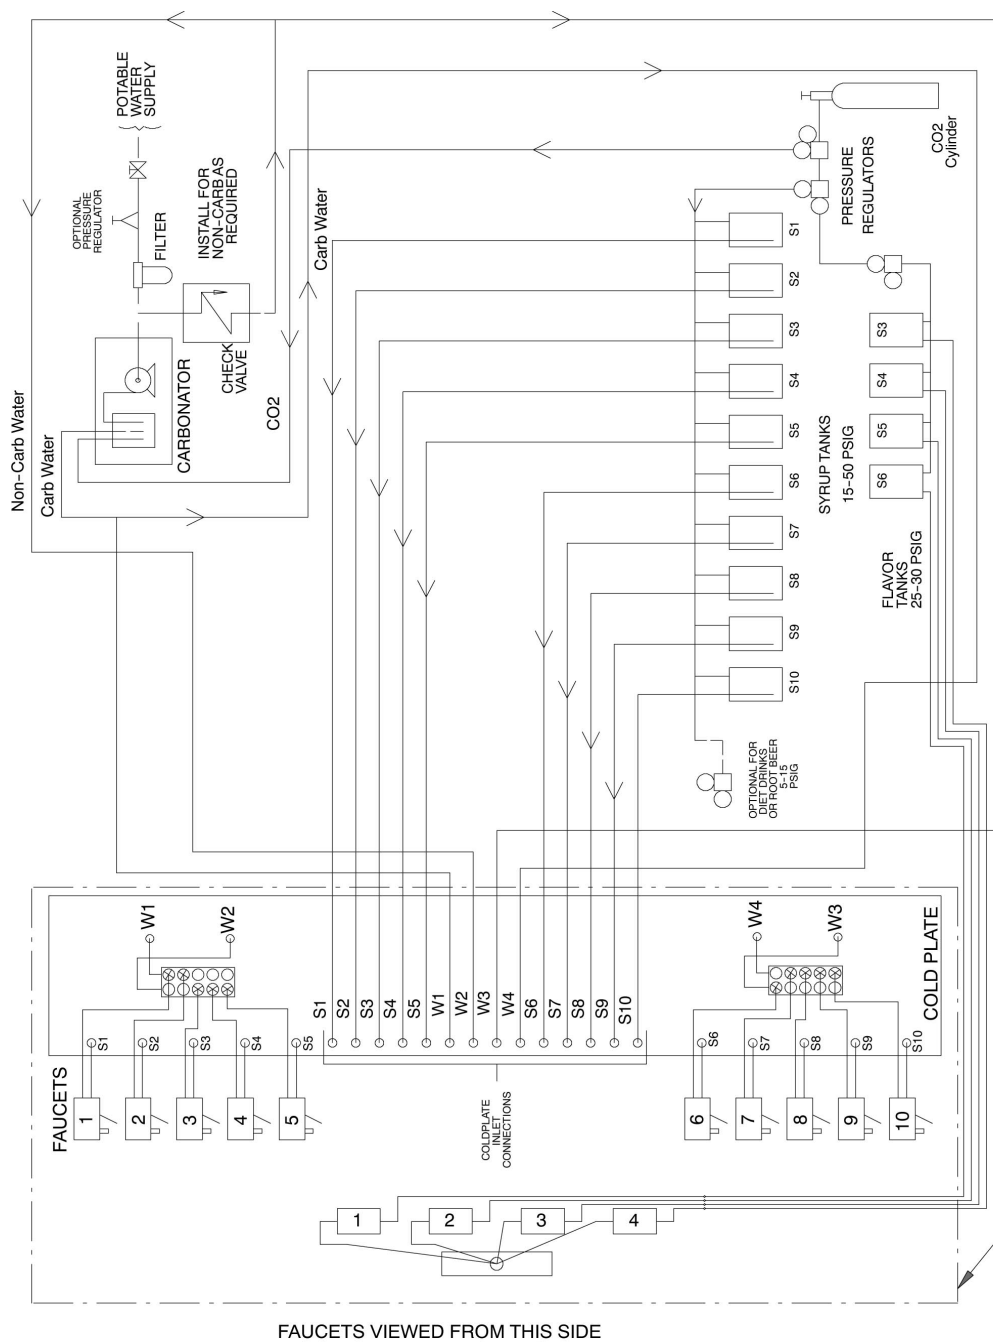 POTABLE
WATER
SUPPLY
OPTIONAL
PRESSURE
REGULATOR
FILTER
INSTALL FOR
NON-CARB AS
REQUIRED
CHECK
VALVE
CARBONATOR
Non-Carb Water
Carb Water
CO2
Carb Water
CO2
Cylinder
PRESSURE
REGULATORS
S1
S2
S3
S4
S5
S6
S7
S8
S9
S10
SYRUP TANKS
15-50 PSIG
S3
S4
S5
S6
FLAVOR
TANKS
25-30 PSIG
OPTIONAL FOR
DIET DRINKS
OR ROOT BEER
5-15
PSIG
W1
W2
W4
W3
COLD PLATE
S1
S2
S3
S4
S5
W1
W2
W3
W4
S6
S7
S8
S9
S10
S1
S2
S3
S4
S5
S6
S7
S8
S9
S10
FAUCETS
1
2
3
4
5
6
7
8
9
10
COLDPLATE
INLET
CONNECTIONS
1
2
3
4
FAUCETS VIEWED FROM THIS SIDE